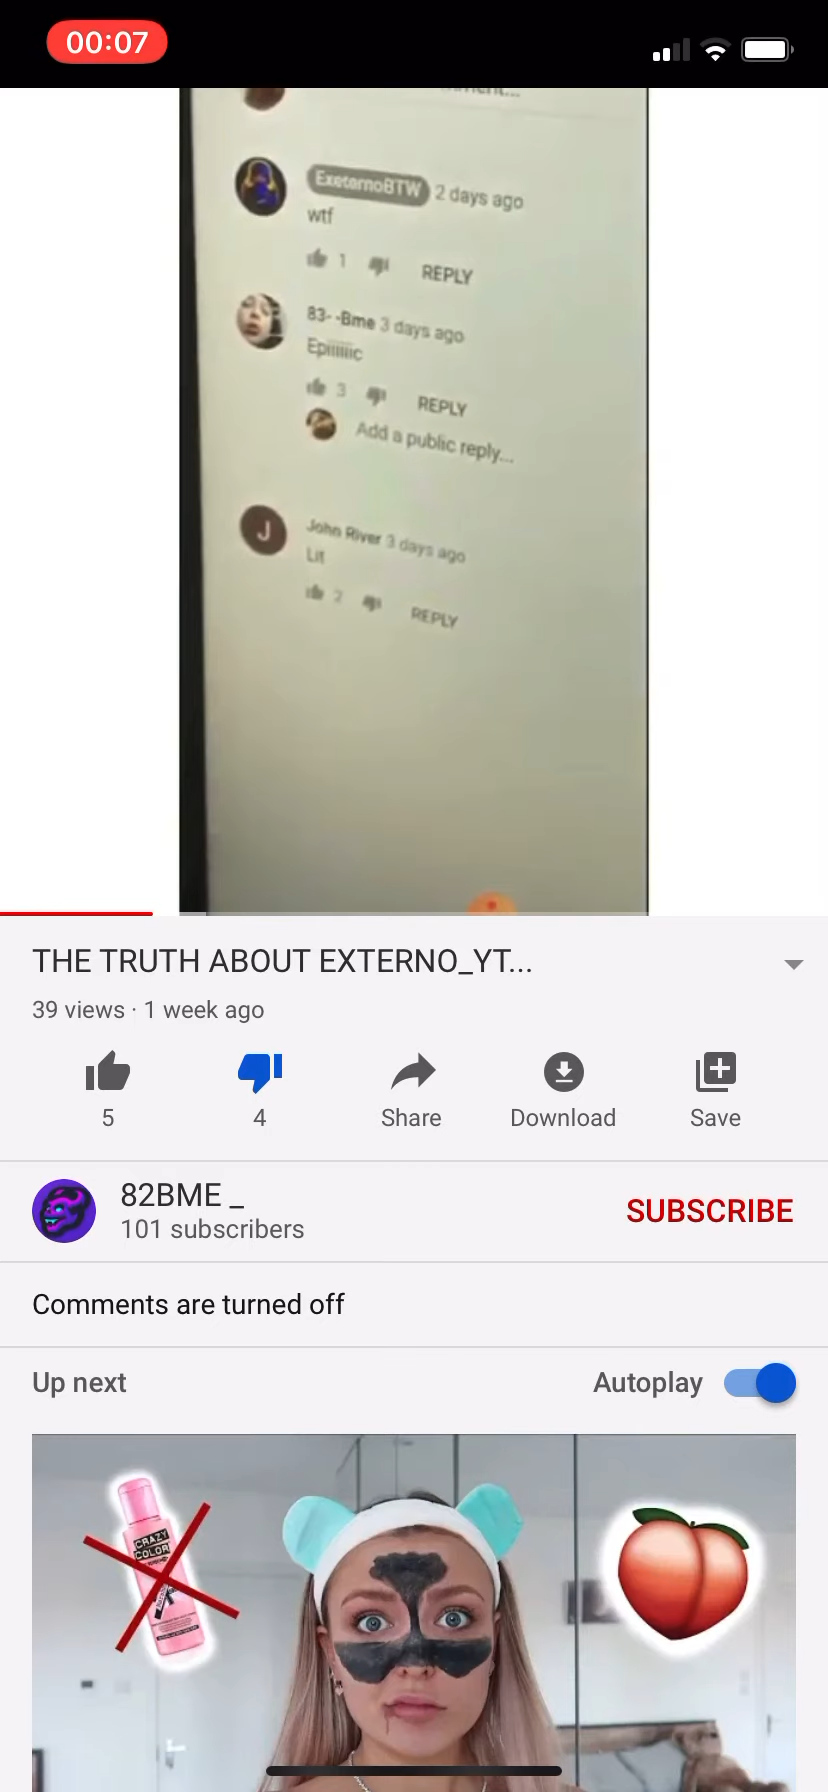 00:07
ExeternoBTW 2 days ago
wtf
1 REPLY
83- -Bme 3 days ago
Epiiiiiic
3 REPLY
Add a public reply...
J
John River 3 days ago
Lit
2 REPLY
THE TRUTH ABOUT EXTERNO_YT...
39 views · 1 week ago
5 4 Share Download Save
82BME _
101 subscribers
SUBSCRIBE
Comments are turned off
Up next Autoplay
CRAZY
COLOR